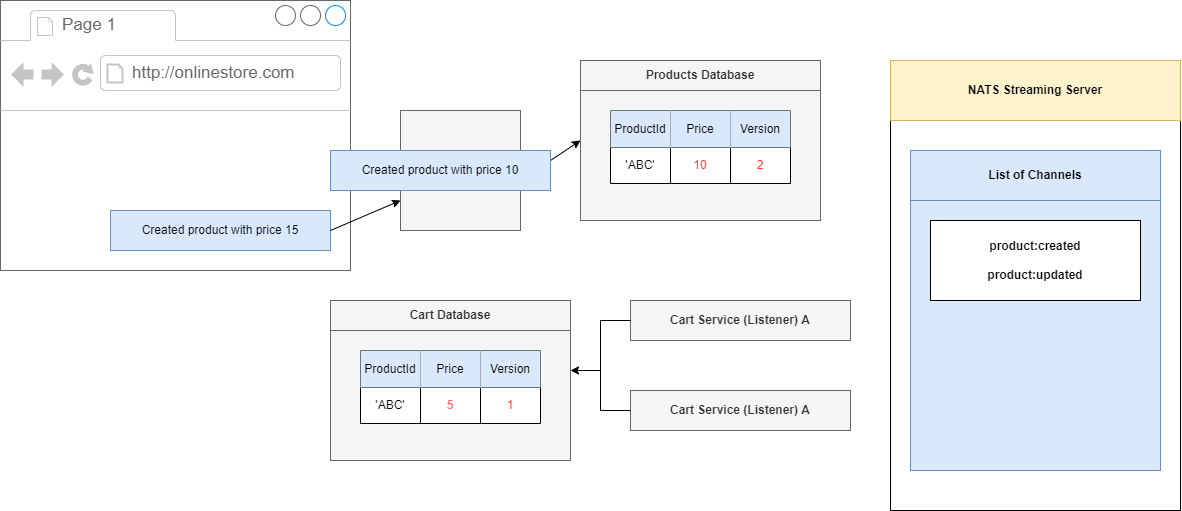 Page 1
http://onlinestore.com
Products Database
ProductId Price Version
'ABC' 10 2
Created product with price 10
Created product with price 15
NATS Streaming Server
List of Channels
product:created
product:updated
Cart Database
ProductId Price Version
'ABC' 5 1
Cart Service (Listener) A
Cart Service (Listener) A